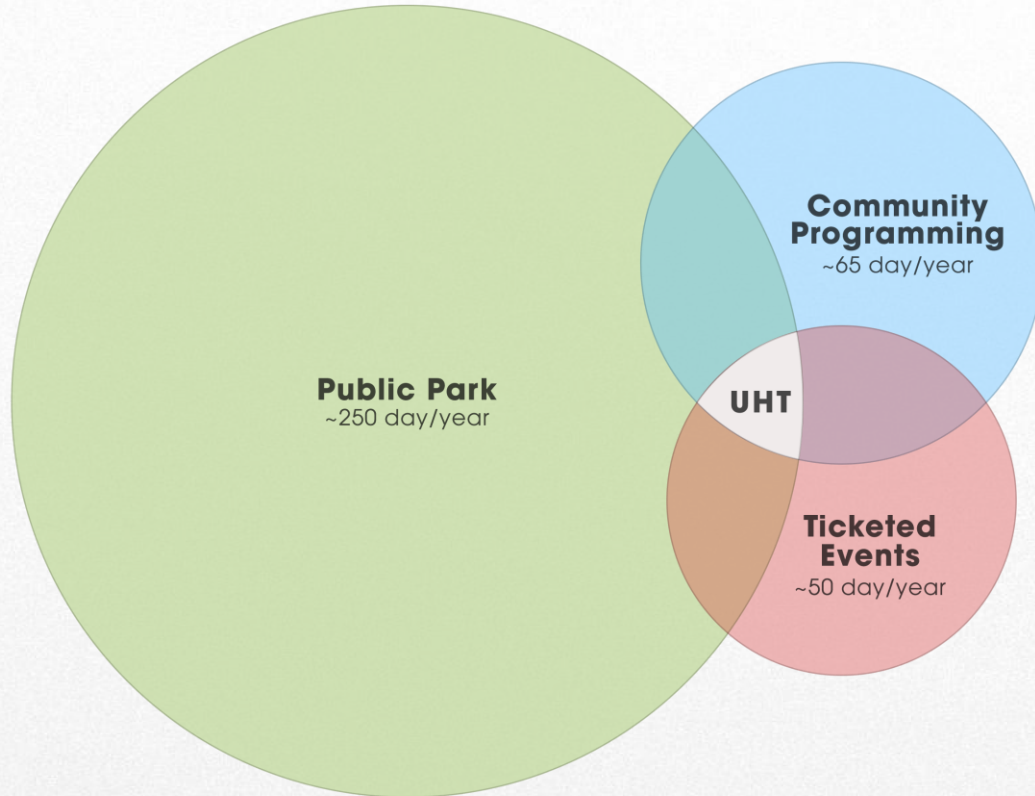 Community
Programming
~65 day/year
Public Park
~250 day/year
UHT
Ticketed
Events
~50 day/year